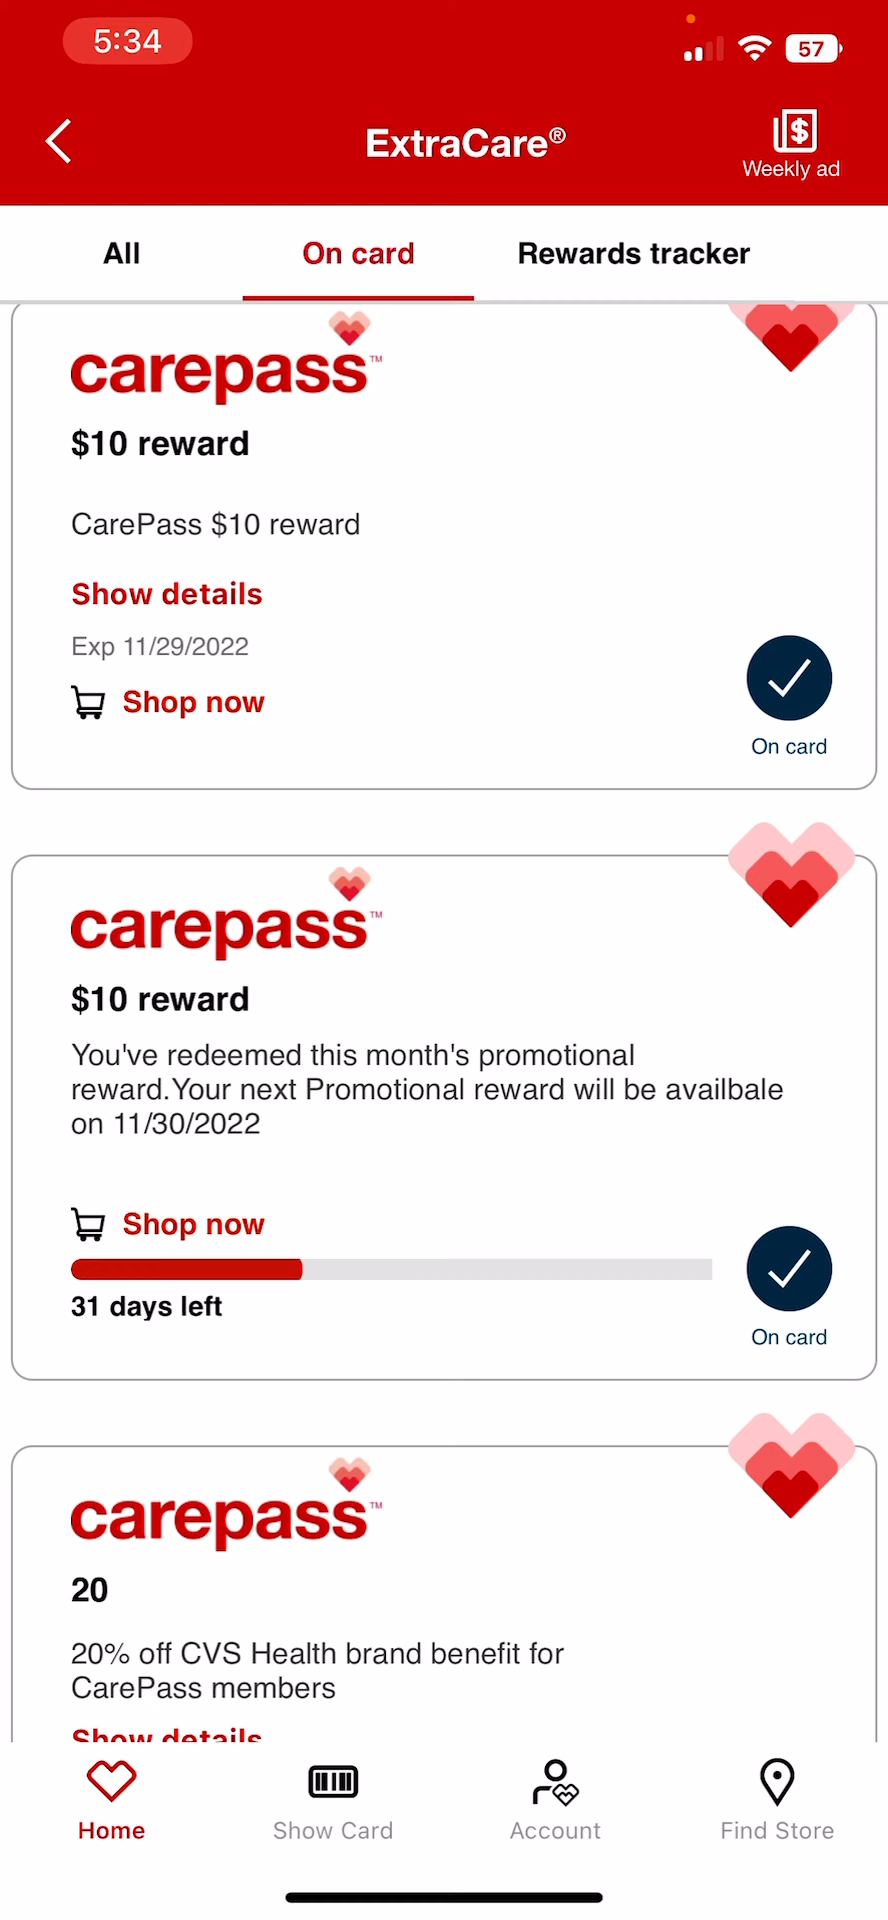 5:34
57
ExtraCare®
Weekly ad
All
On card
Rewards tracker
carepass™
$10 reward
CarePass $10 reward
Show details
Exp 11/29/2022
Shop now
On card
carepass™
$10 reward
You've redeemed this month's promotional
reward.Your next Promotional reward will be availbale
on 11/30/2022
Shop now
31 days left
On card
carepass™
20
20% off CVS Health brand benefit for
CarePass members
Show details
Home
Show Card
Account
Find Store